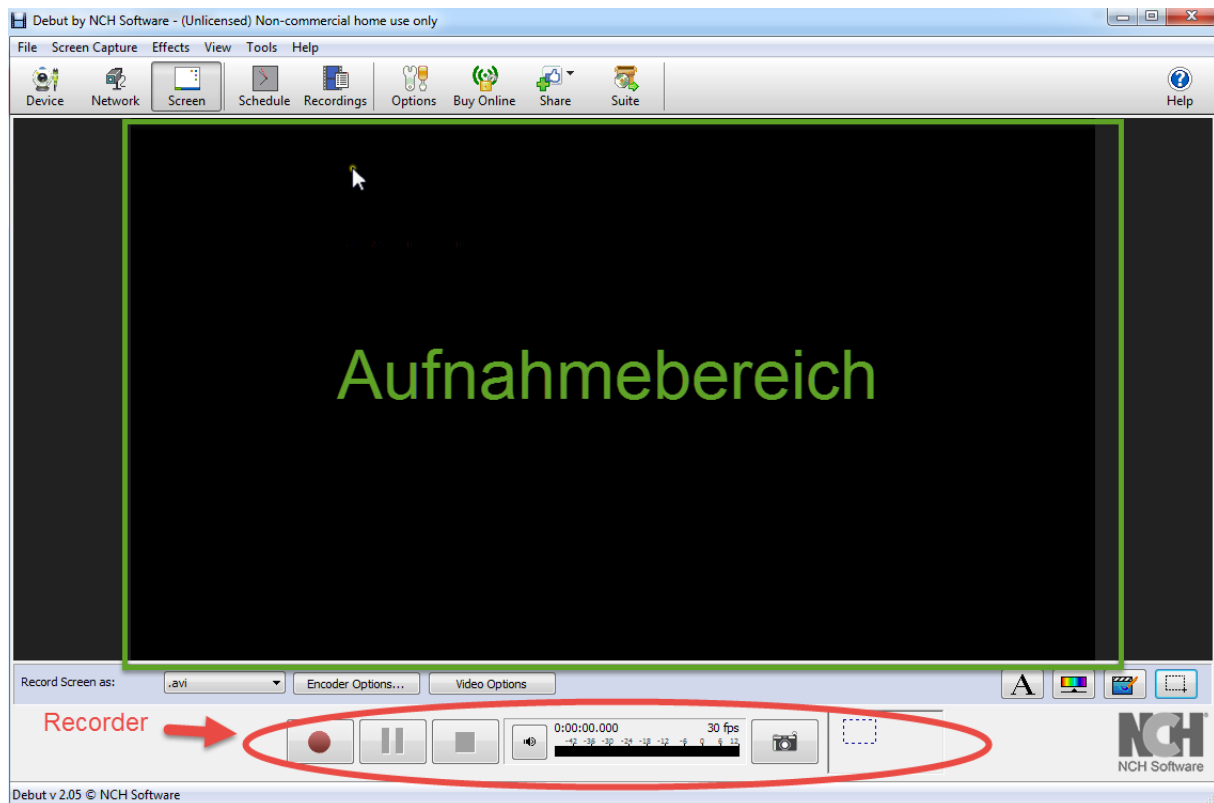 Debut by NCH Software - (Unlicensed) Non-commercial home use only
File Screen Capture Effects View Tools Help
Device Network Screen Schedule Recordings Options Buy Online Share Suite Help
Aufnahmebereich
Record Screen as: .avi Encoder Options... Video Options A
Recorder
0:00:00.000 30 fps
-42 -36 -30 -24 -18 -12 -6 0 6 12
NCH
NCH Software
Debut v 2.05 © NCH Software